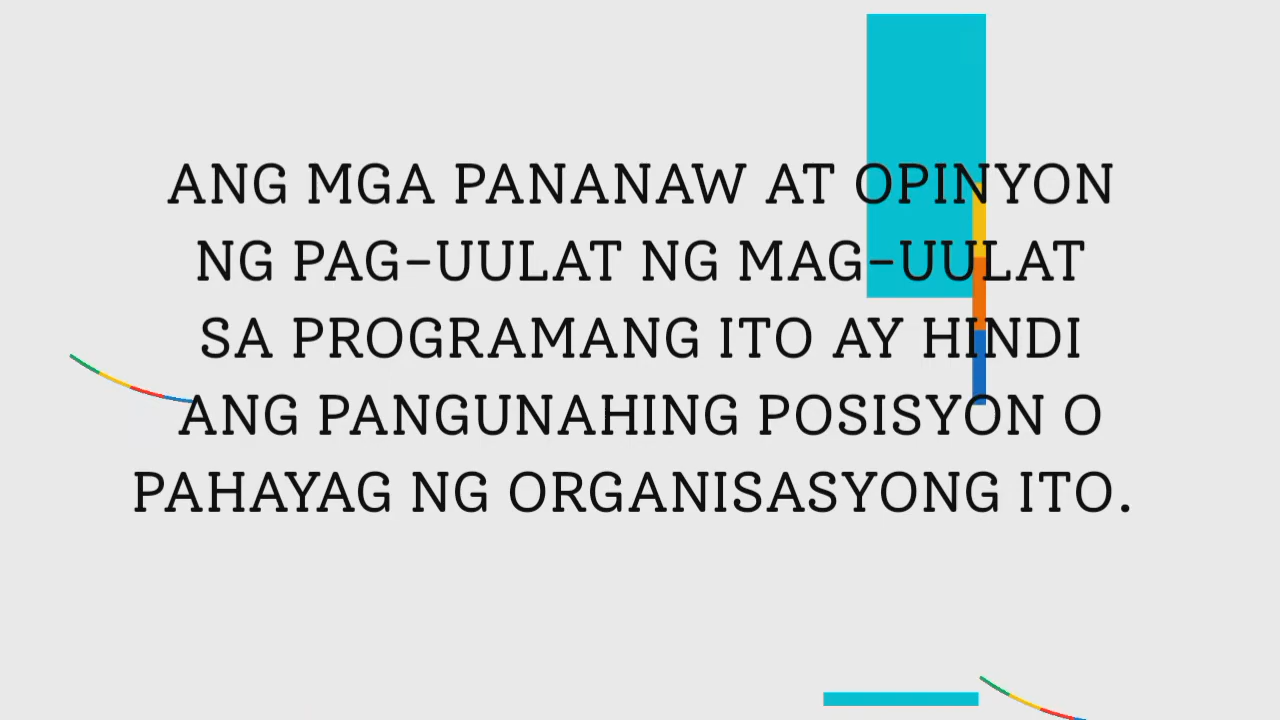 ANG MGA PANANAW AT OPINYON
NG PAG-UULAT NG MAG-UULAT
SA PROGRAMANG ITO AY HINDI
ANG PANGUNAHING POSISYON O
PAHAYAG NG ORGANISASYONG ITO.